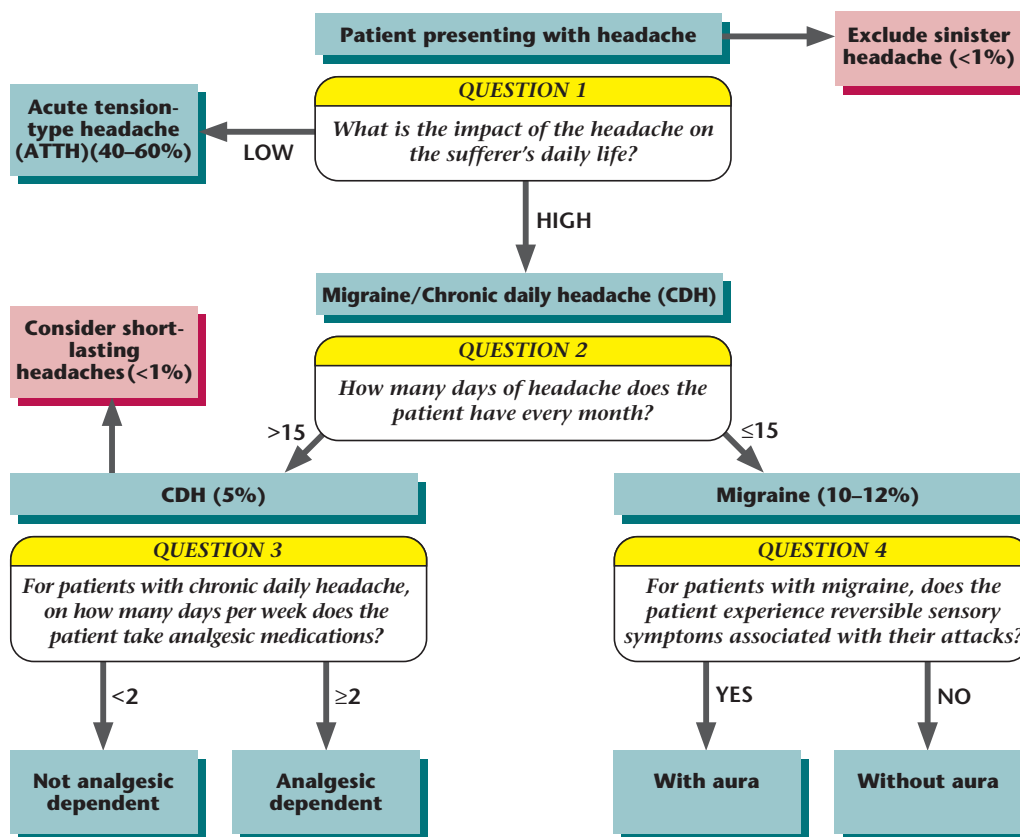 Patient presenting with headache
Exclude sinister
headache (<1%)
QUESTION 1
What is the impact of the headache on
the sufferer's daily life?
Acute tension-
type headache
(ATTH)(40–60%)
LOW
HIGH
Migraine/Chronic daily headache (CDH)
Consider short-
lasting
headaches(<1%)
QUESTION 2
How many days of headache does the
patient have every month?
>15
≤15
CDH (5%)
Migraine (10–12%)
QUESTION 3
For patients with chronic daily headache,
on how many days per week does the
patient take analgesic medications?
QUESTION 4
For patients with migraine, does the
patient experience reversible sensory
symptoms associated with their attacks?
<2
≥2
YES
NO
Not analgesic
dependent
Analgesic
dependent
With aura
Without aura